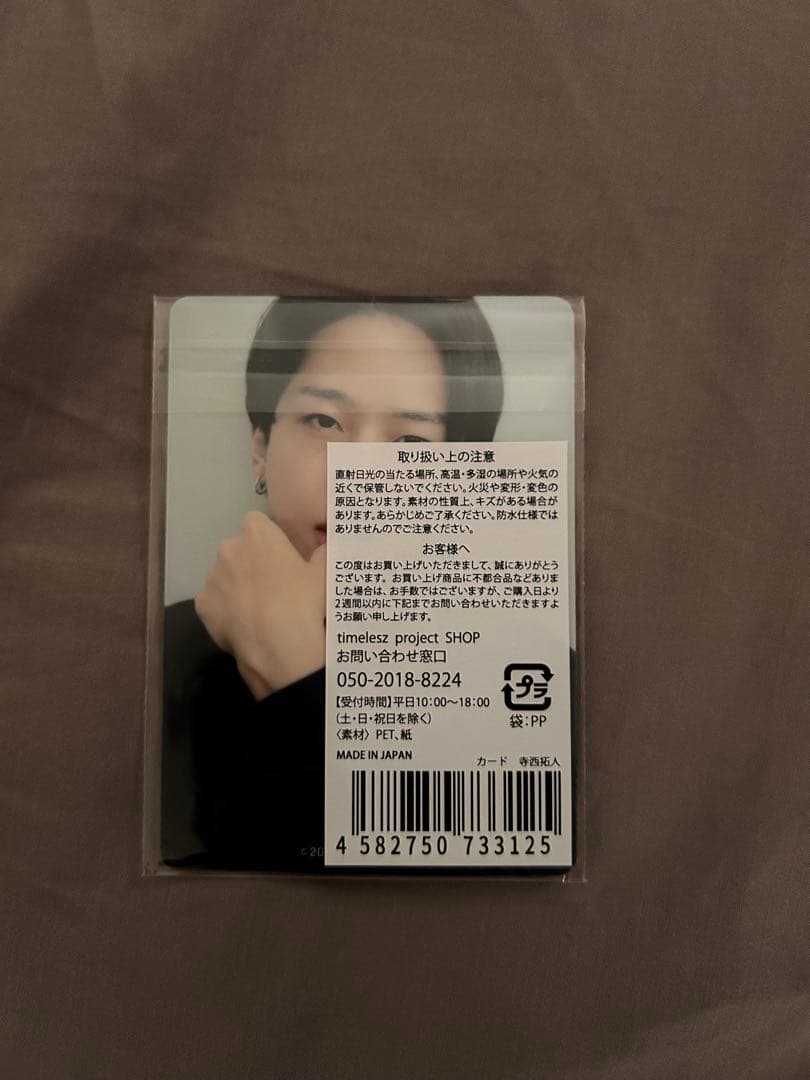 取り扱い上の注意
直射日光の当たる場所、高温・多湿の場所や火気の
近くで保管しないでください。火災や変形・変色の
原因となります。素材の性質上、キズがある場合が
あります。あらかじめご了承ください。防水仕様では
ありませんのでご注意ください。
お客様へ
この度はお買い上げいただきまして、誠にありがとう
ございます。お買い上げ商品に不都合品などありま
した場合は、お手数ではございますが、ご購入日より
2週間以内に下記までお問い合わせいただきますよ
うお願い申し上げます。
timelesz project SHOP
お問い合わせ窓口
050-2018-8224
【受付時間】平日10:00〜18:00
(土・日・祝日を除く)
〈素材〉PET、紙
プラ
袋:PP
MADE IN JAPAN
カード 寺西拓人
4 582750 733125
©20